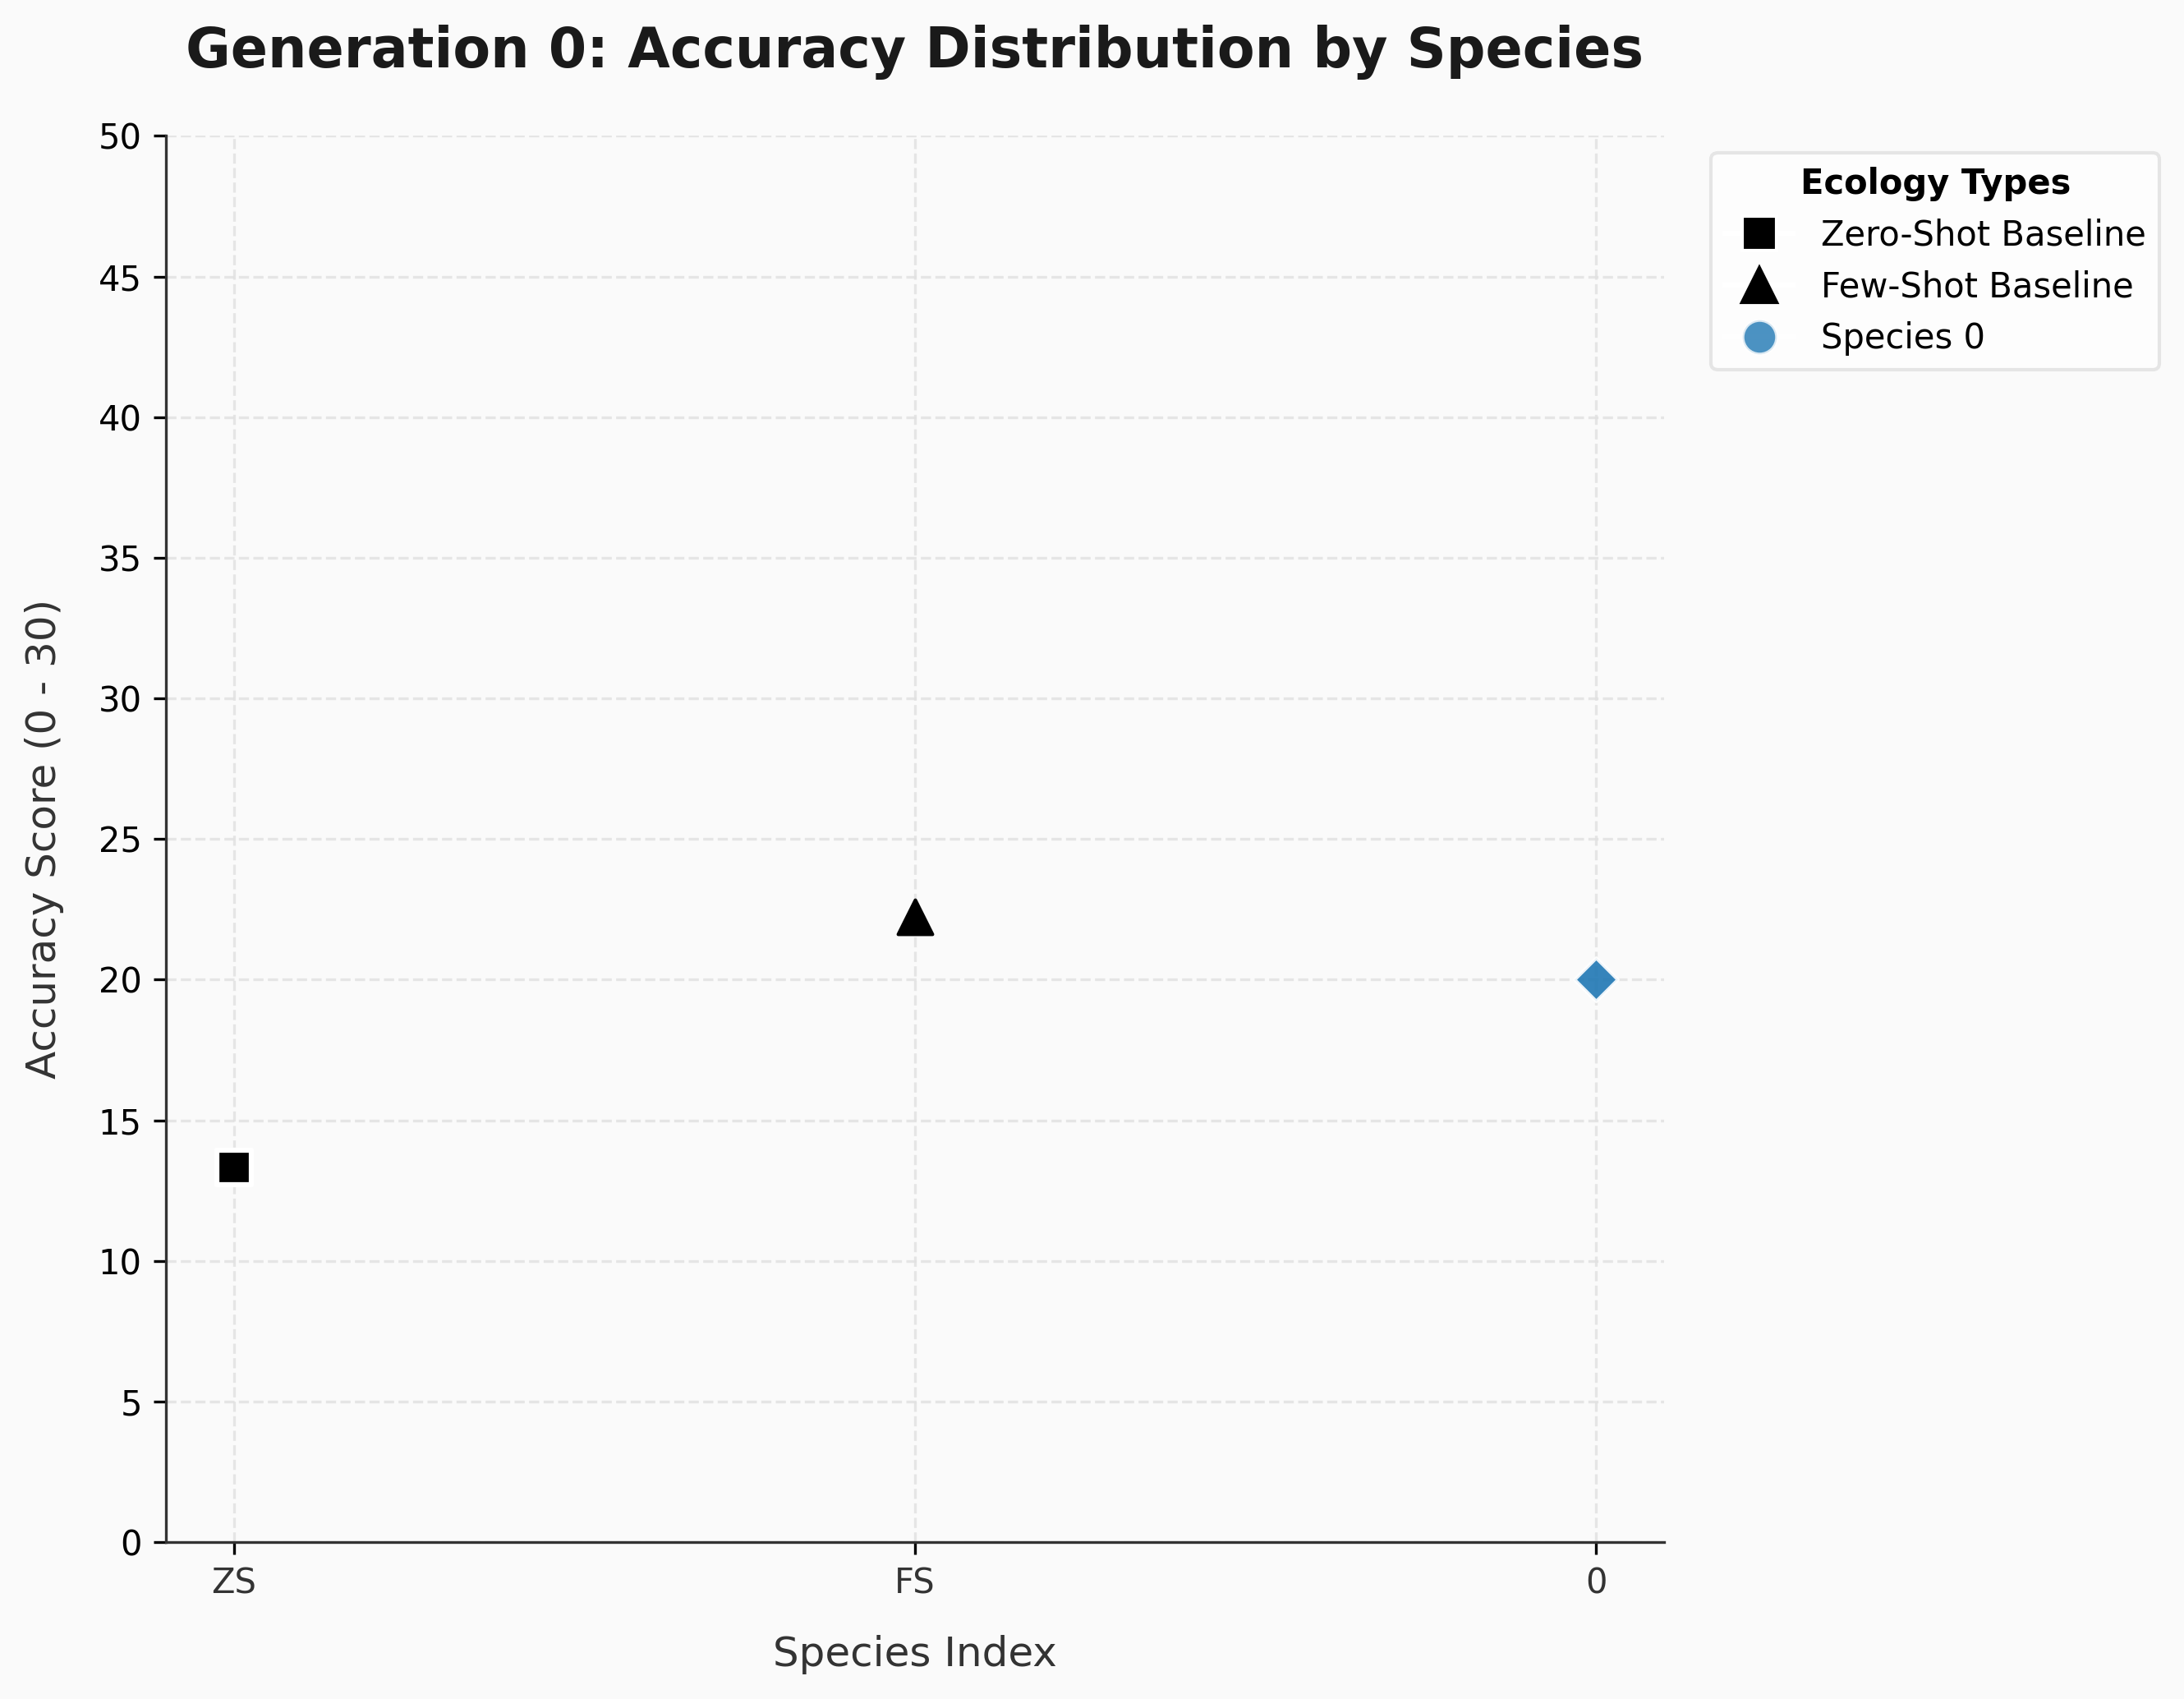 Generation 0: Accuracy Distribution by Species
Accuracy Score (0 - 30)
50
45
40
35
30
25
20
15
10
5
0
ZS
FS
0
Species Index
Ecology Types
Zero-Shot Baseline
Few-Shot Baseline
Species 0